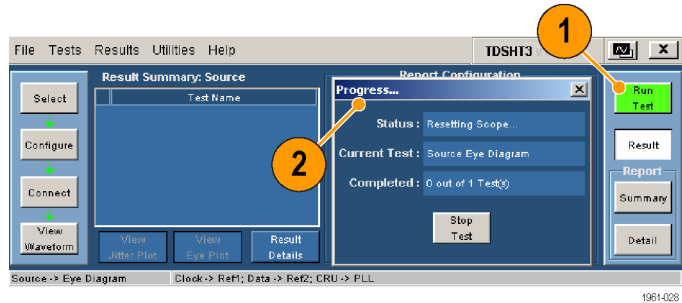 1
File Tests Results Utilities Help TDSHT3
Result Summary: Source
Report Configuration
Test Name
Select
Configure
Connect
View
Waveform
Progress...
2
Status : Resetting Scope...
Current Test : Source Eye Diagram
Completed : 0 out of 1 Test(s)
Stop
Test
View
Jitter Plot
View
Eye Plot
Result
Details
Run
Test
Result
Report
Summary
Detail
Source -> Eye Diagram Clock -> Ref1; Data -> Ref2; CRU -> PLL
1961-028